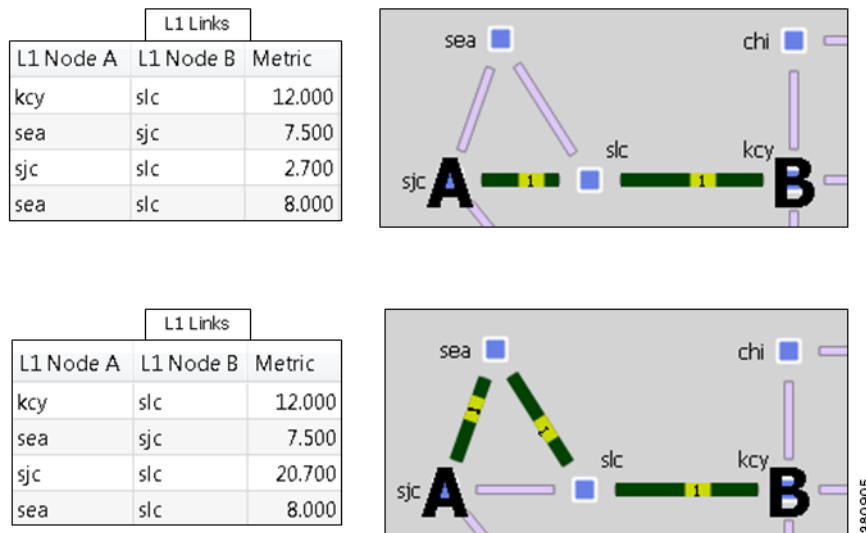 L1 Links
L1 Node A L1 Node B Metric
kcy slc 12.000
sea sjc 7.500
sjc slc 2.700
sea slc 8.000
sea
chi
slc
kcy
sjc
A
1
1
B
L1 Links
L1 Node A L1 Node B Metric
kcy slc 12.000
sea sjc 7.500
sjc slc 20.700
sea slc 8.000
sea
chi
1
1
slc
kcy
sjc
A
1
B